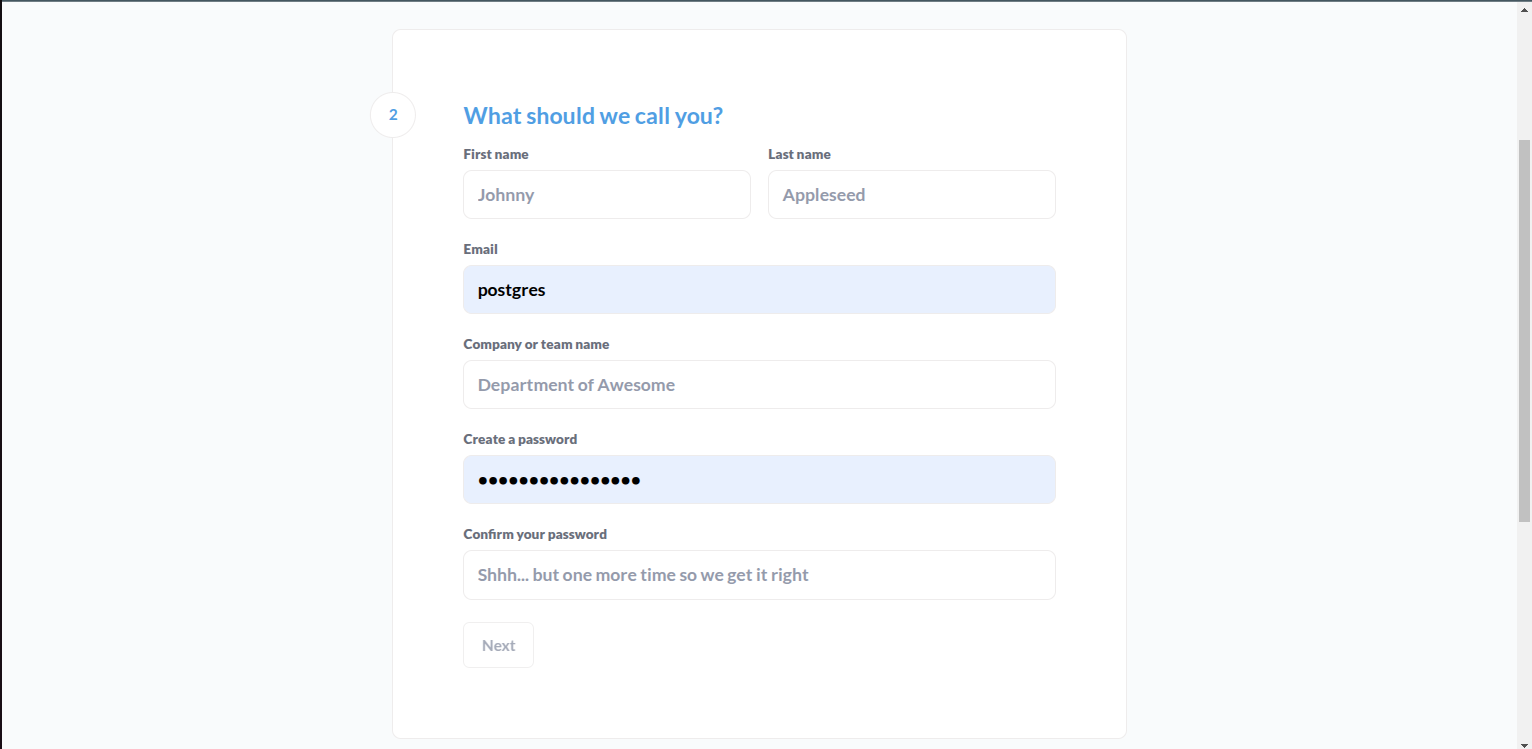 2
What should we call you?
First name
Last name
Johnny
Appleseed
Email
postgres
Company or team name
Department of Awesome
Create a password
••••••••••••••••
Confirm your password
Shhh... but one more time so we get it right
Next